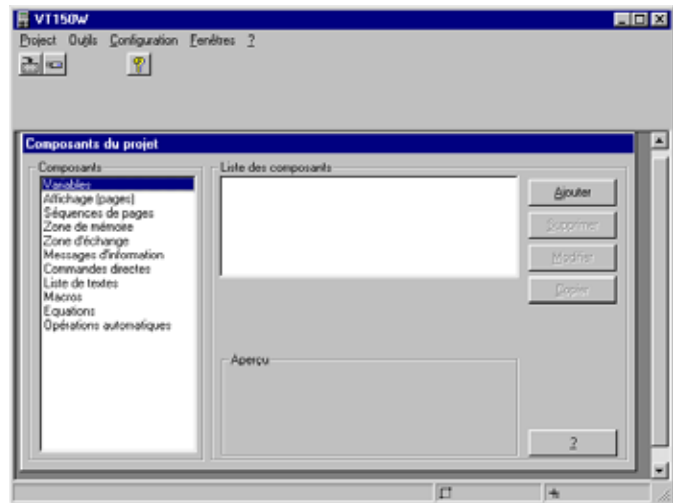 VT150W
Project Outils Configuration Fenêtres ?
Composants du projet
Composants
Variables
Affichage (pages)
Séquences de pages
Zone de mémoire
Zone d'échange
Messages d'information
Commandes directes
Liste de textes
Macros
Equations
Opérations automatiques
Liste des composants
Ajouter
Supprimer
Modifier
Copier
Aperçu
?